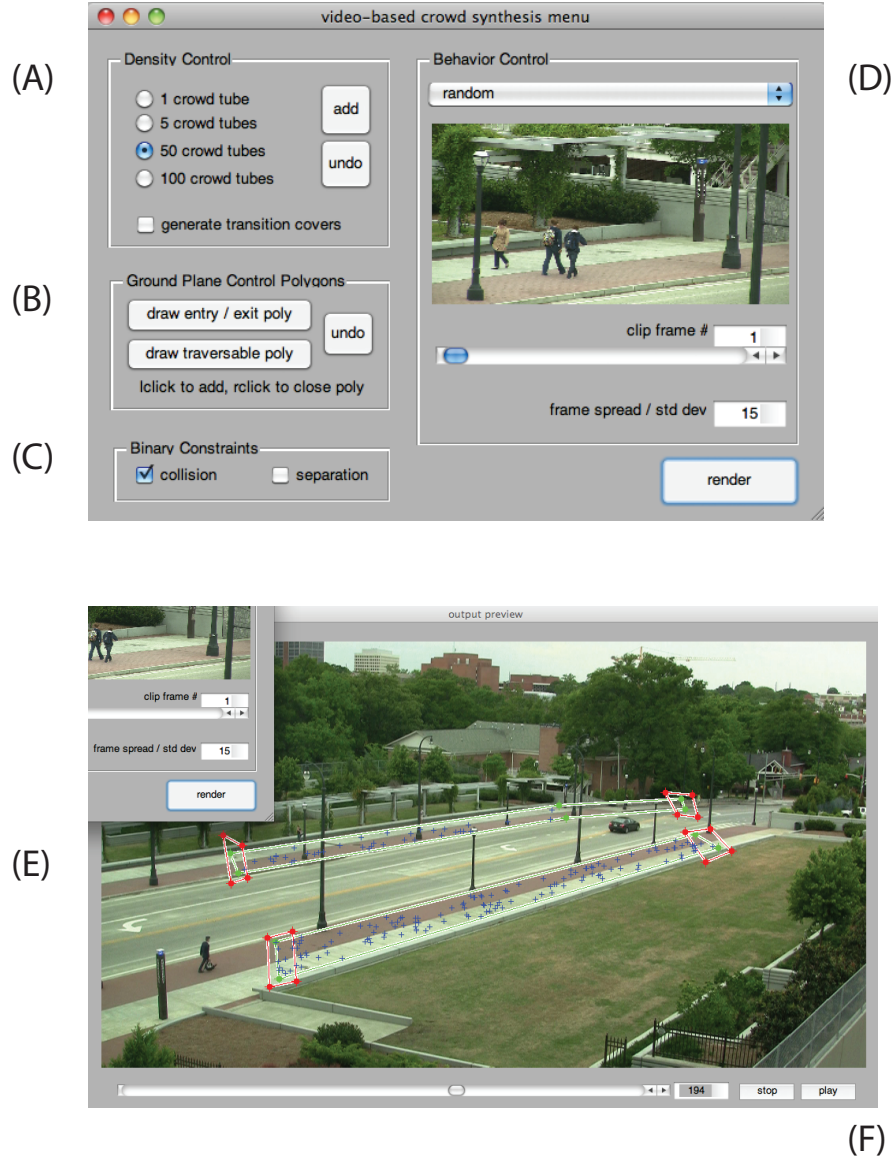 video-based crowd synthesis menu
(A)
Density Control
1 crowd tube
5 crowd tubes
50 crowd tubes
100 crowd tubes
add
undo
generate transition covers
(B)
Ground Plane Control Polygons
draw entry / exit poly
draw traversable poly
undo
lclick to add, rclick to close poly
(C)
Binary Constraints
collision
separation
(D)
Behavior Control
random
clip frame #
1
frame spread / std dev
15
render
output preview
clip frame #
1
frame spread / std dev
15
render
(E)
194
stop
play
(F)